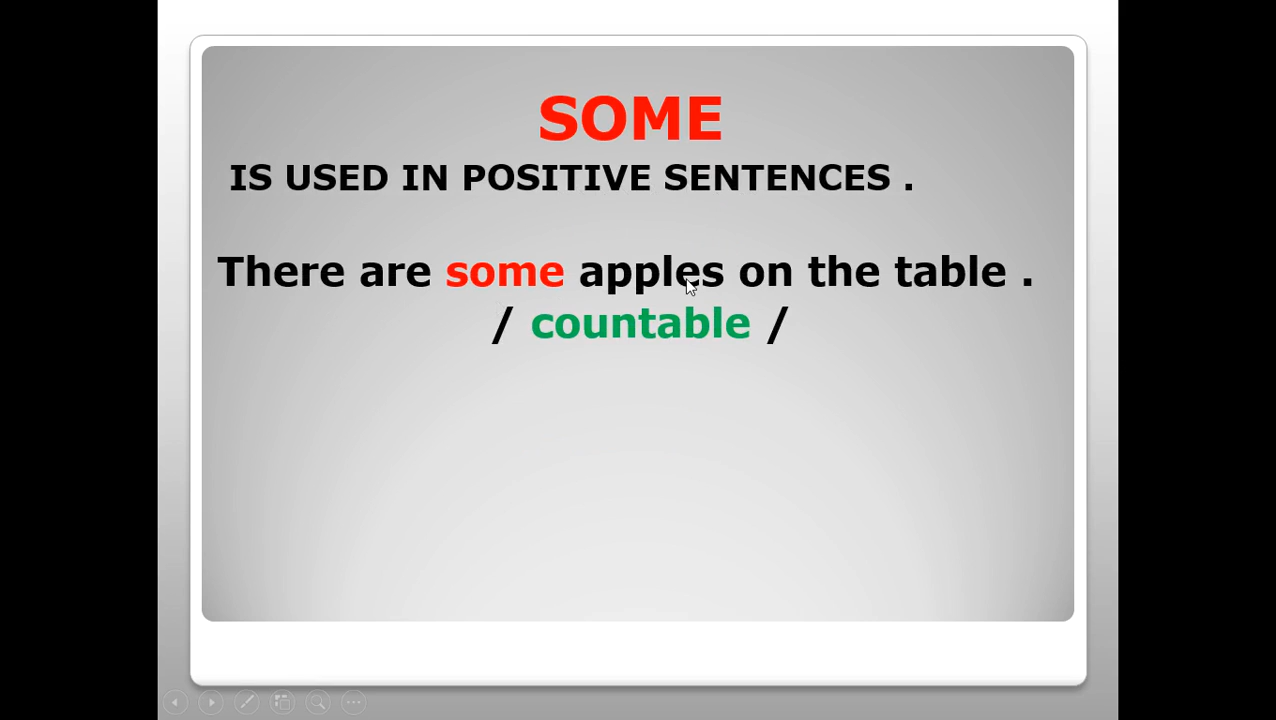 SOME
IS USED IN POSITIVE SENTENCES .
There are some apples on the table .
/ countable /